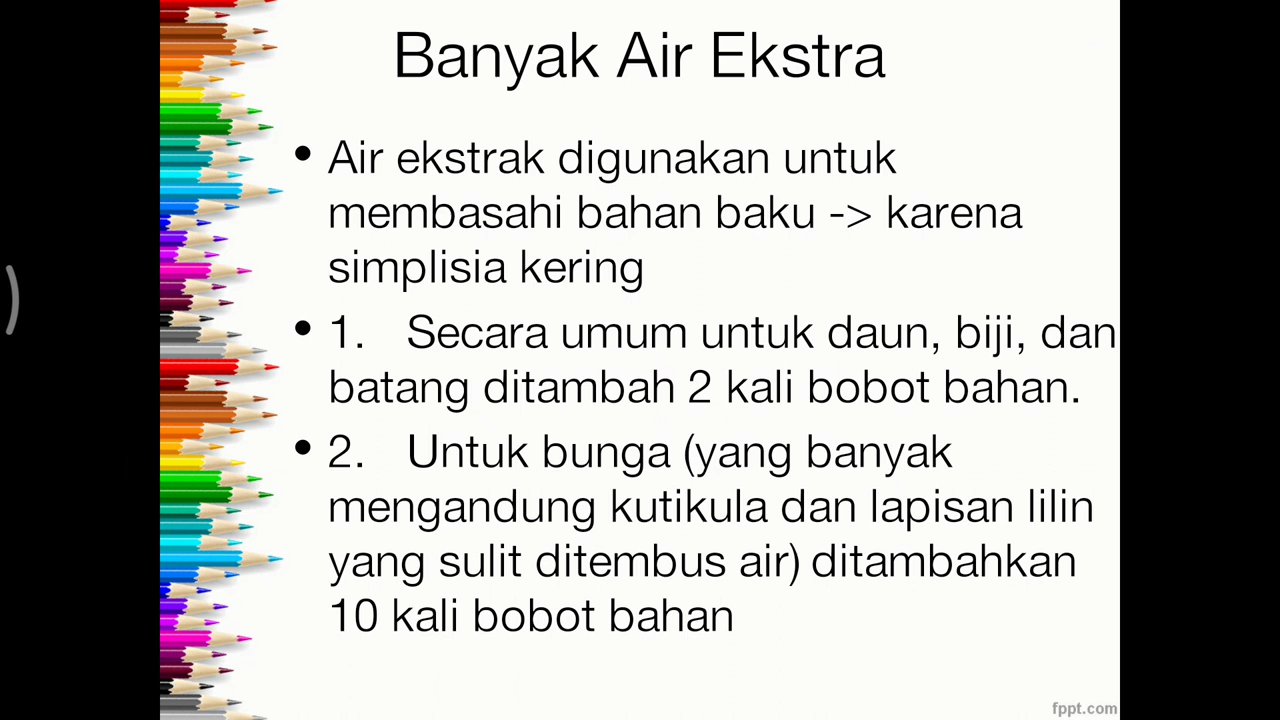 Banyak Air Ekstra
• Air ekstrak digunakan untuk
membasahi bahan baku -> karena
simplisia kering
• 1. Secara umum untuk daun, biji, dan
batang ditambah 2 kali bobot bahan.
• 2. Untuk bunga (yang banyak
mengandung kutikula dan lapisan lilin
yang sulit ditembus air) ditambahkan
10 kali bobot bahan
fppt.com